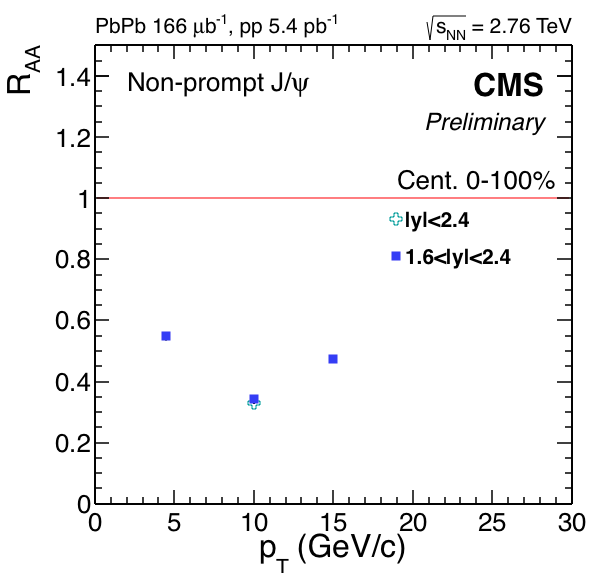 PbPb 166 μb⁻¹, pp 5.4 pb⁻¹ √sNN = 2.76 TeV
RAA
Non-prompt J/ψ
CMS
Preliminary
Cent. 0-100%
|y|<2.4
1.6<|y|<2.4
1.4
1.2
1
0.8
0.6
0.4
0.2
0
0 5 10 15 20 25 30
pT (GeV/c)